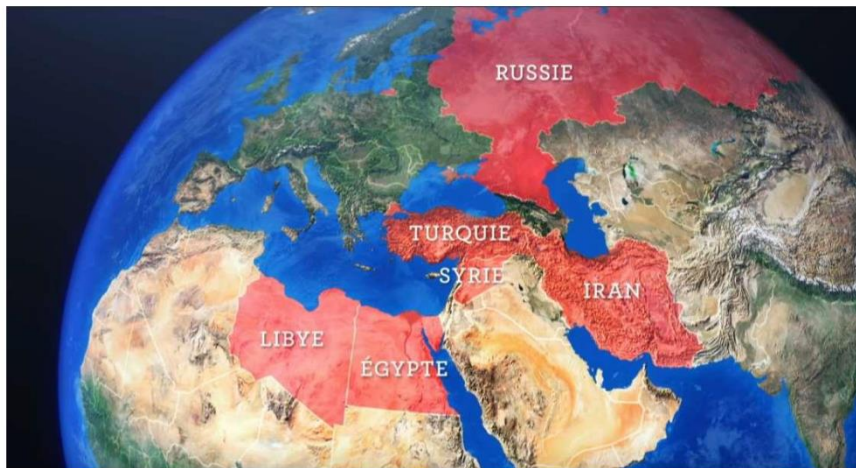 RUSSIE
TURQUIE
SYRIE
IRAN
LIBYE
ÉGYPTE